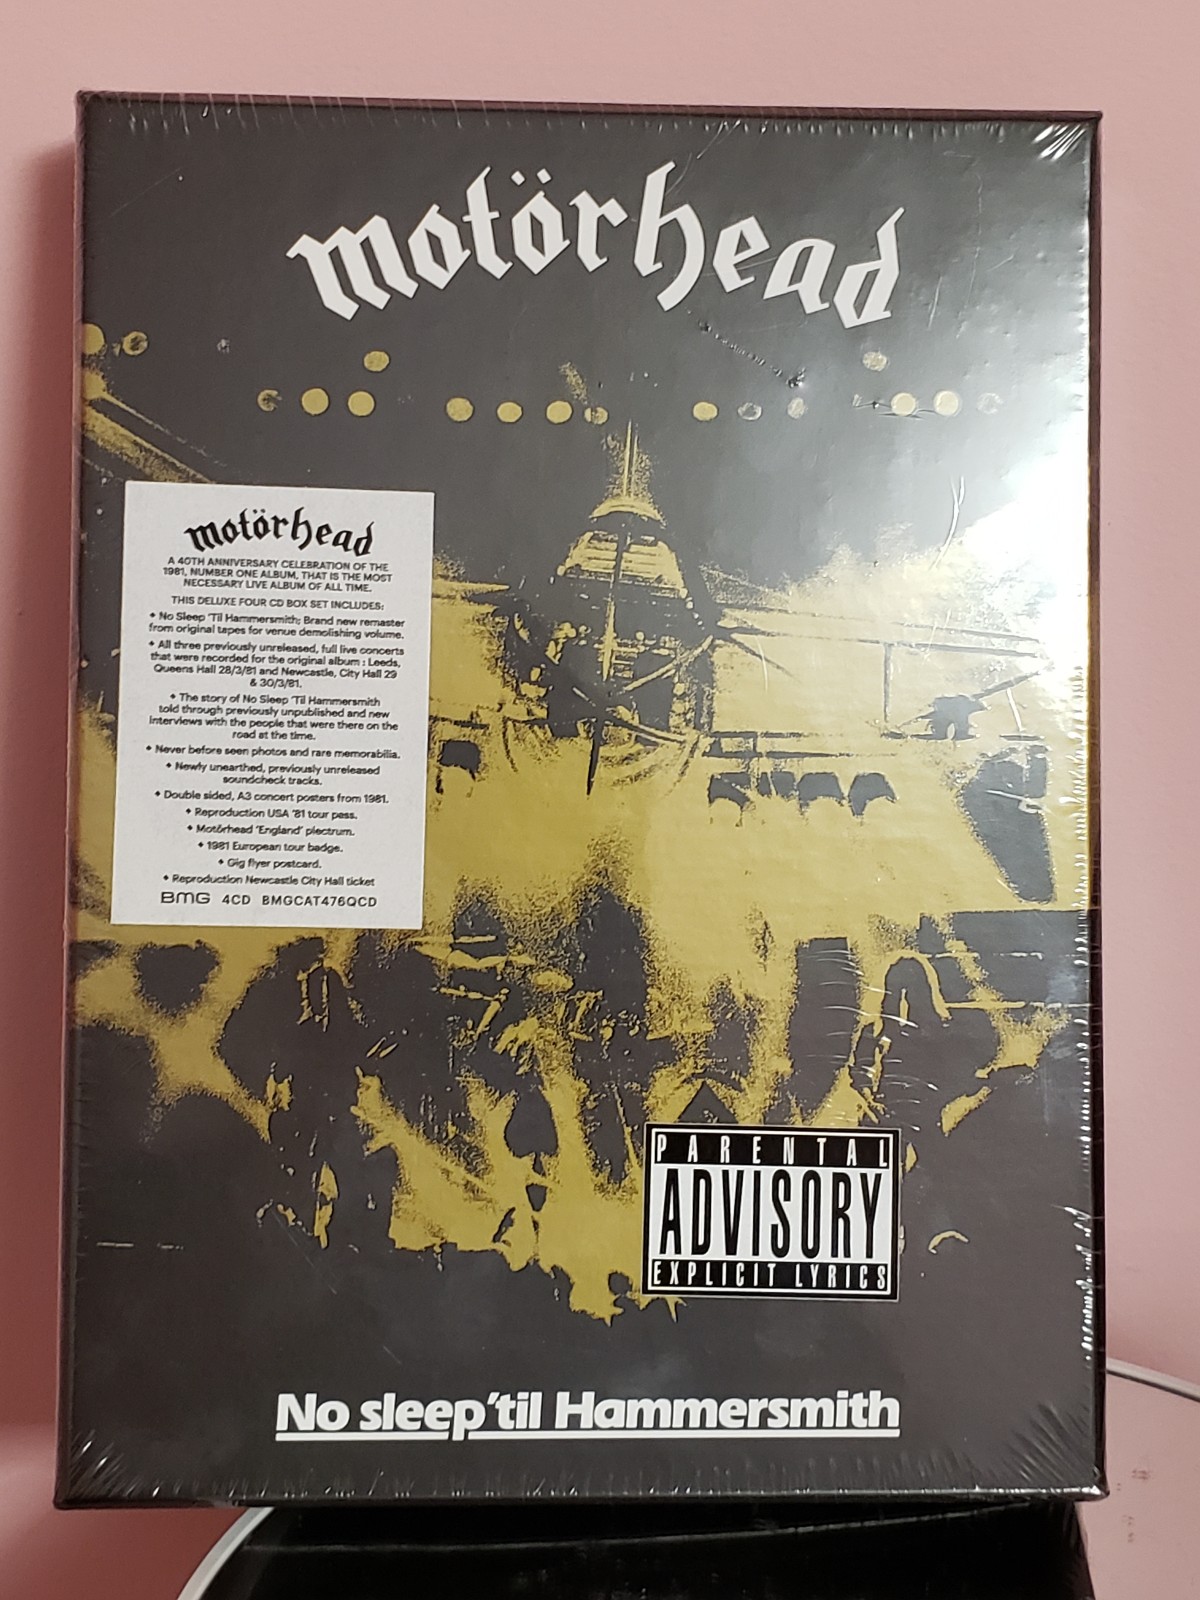 motörhead
motörhead
A 40TH ANNIVERSARY CELEBRATION OF THE
1981, NUMBER ONE ALBUM, THAT IS THE MOST
NECESSARY LIVE ALBUM OF ALL TIME.
THIS DELUXE FOUR CD BOX SET INCLUDES:
♦ No Sleep 'Til Hammersmith: Brand new remaster
from original tapes for venue demolishing volume.
♦ All three previously unreleased, full live concerts
that were recorded for the original album : Leeds,
Queens Hall 28/3/81 and Newcastle, City Hall 29
& 30/3/81.
♦ The story of No Sleep 'Til Hammersmith
told through previously unpublished and new
interviews with the people that were there on the
road at the time.
♦ Never before seen photos and rare memorabilia.
♦ Newly unearthed, previously unreleased
soundcheck tracks.
♦ Double sided, A3 concert posters from 1981.
♦ Reproduction USA '81 tour pass.
♦ Motörhead 'England' plectrum.
♦ 1981 European tour badge.
♦ Gig flyer postcard.
♦ Reproduction Newcastle City Hall ticket
BMG 4CD BMGCAT476QCD
PARENTAL
ADVISORY
EXPLICIT LYRICS
No sleep 'til Hammersmith